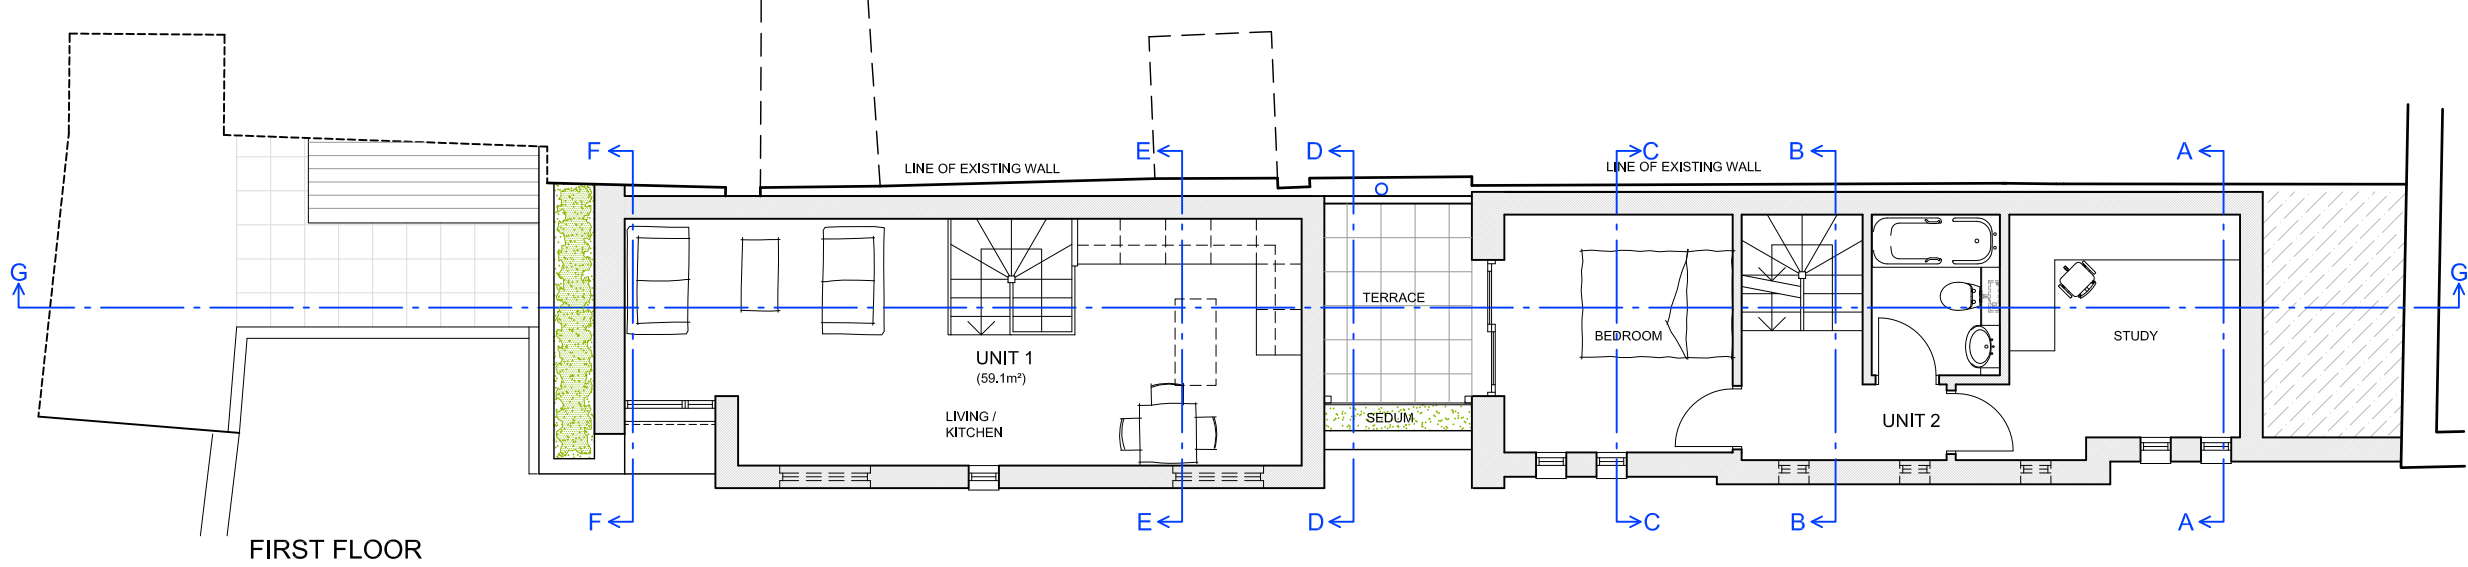 F
E
D
C
B
A
LINE OF EXISTING WALL
LINE OF EXISTING WALL
G
G
TERRACE
BEDROOM
STUDY
UNIT 1
(59.1m²)
LIVING /
KITCHEN
SEDUM
UNIT 2
F
E
D
C
B
A
FIRST FLOOR